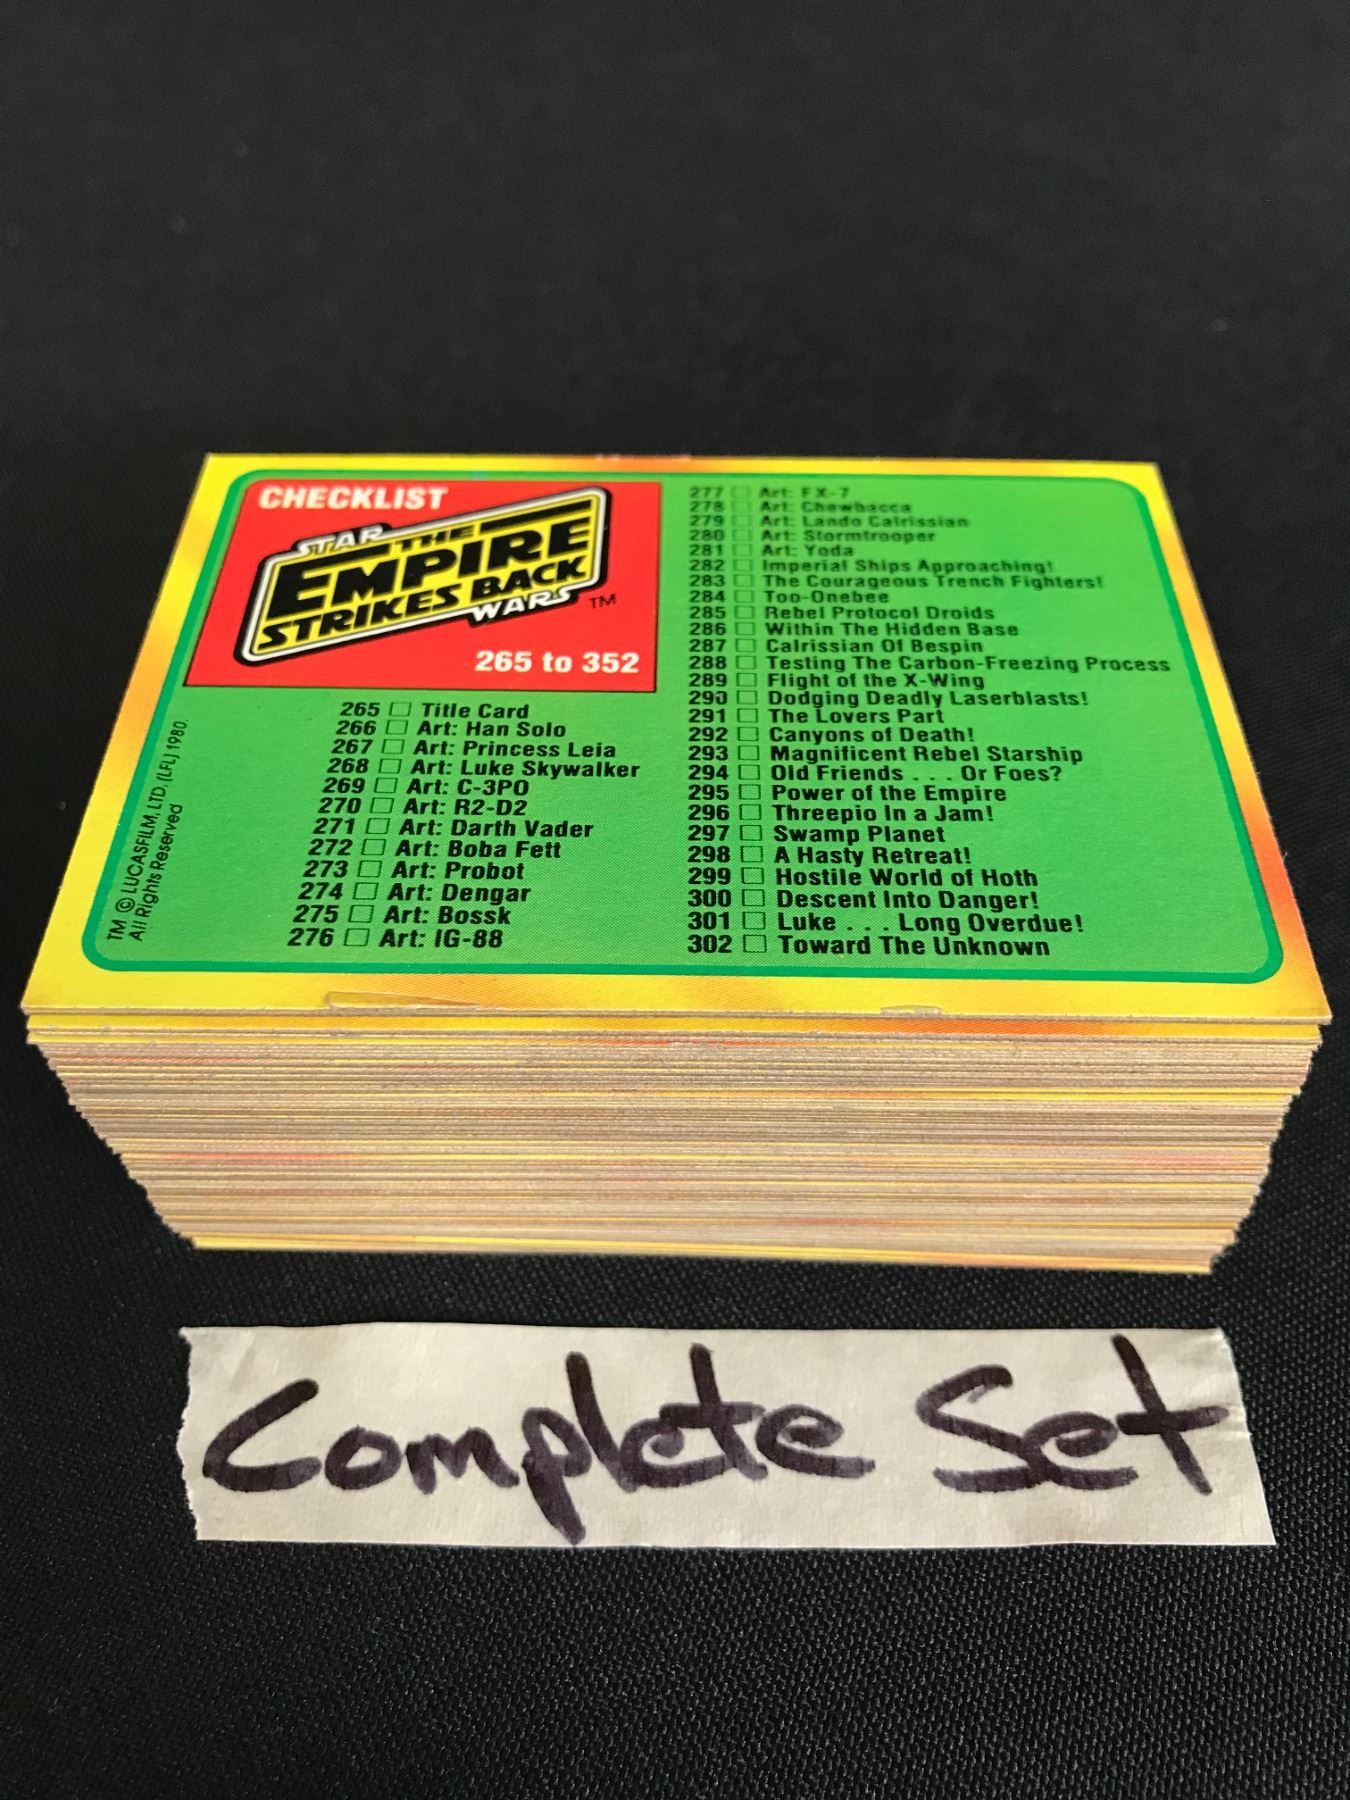 CHECKLIST
STAR
THE
EMPIRE
STRIKES BACK
WARS TM
265 to 352
265 Title Card
266 Art: Han Solo
267 Art: Princess Leia
268 Art: Luke Skywalker
269 Art: C-3PO
270 Art: R2-D2
271 Art: Darth Vader
272 Art: Boba Fett
273 Art: Probot
274 Art: Dengar
275 Art: Bossk
276 Art: IG-88
277 Art: FX-7
278 Art: Chewbacca
279 Art: Lando Calrissian
280 Art: Stormtrooper
281 Art: Yoda
282 Imperial Ships Approaching!
283 The Courageous Trench Fighters!
284 Too-Onebee
285 Rebel Protocol Droids
286 Within The Hidden Base
287 Calrissian Of Bespin
288 Testing The Carbon-Freezing Process
289 Flight of the X-Wing
290 Dodging Deadly Laserblasts!
291 The Lovers Part
292 Canyons of Death!
293 Magnificent Rebel Starship
294 Old Friends . . . Or Foes?
295 Power of the Empire
296 Threepio In a Jam!
297 Swamp Planet
298 A Hasty Retreat!
299 Hostile World of Hoth
300 Descent Into Danger!
301 Luke . . . Long Overdue!
302 Toward The Unknown
TM © LUCASFILM, LTD. (LFL) 1980.
All Rights Reserved
Complete Set